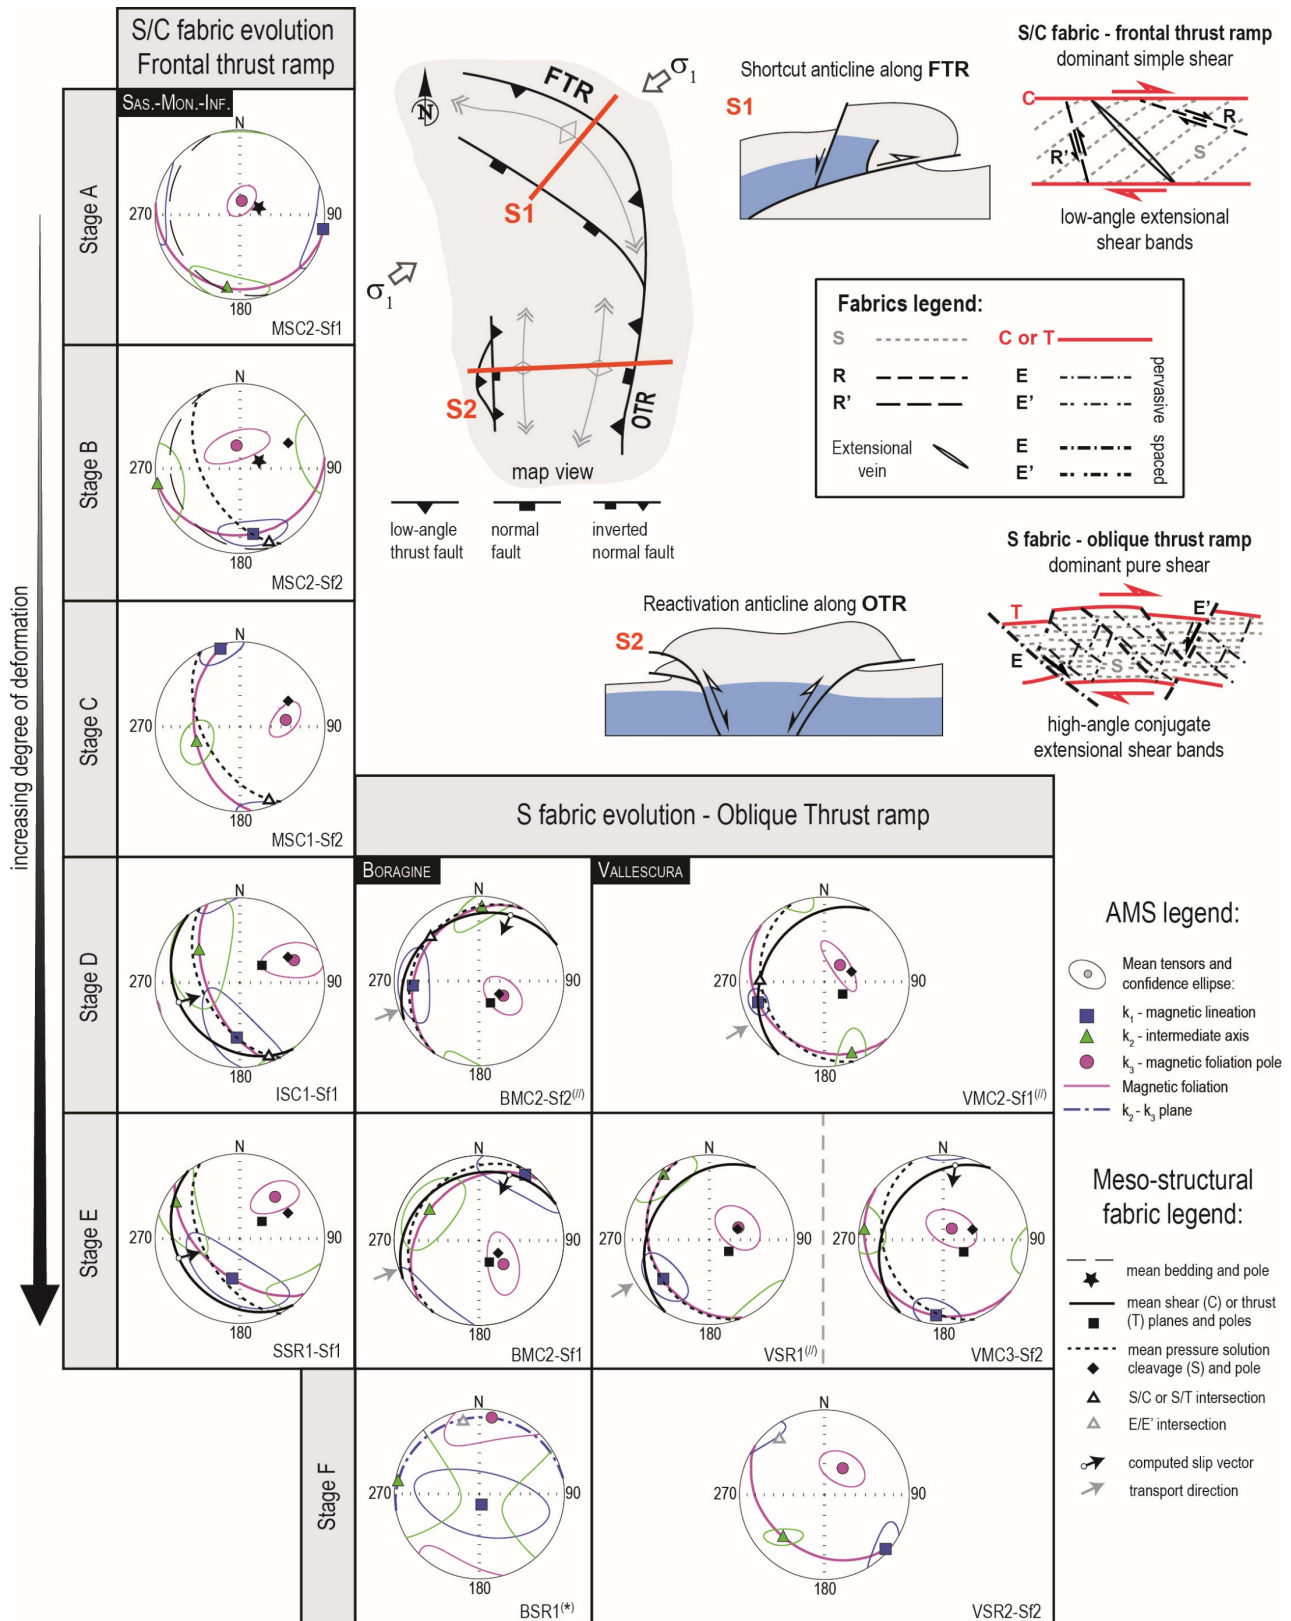 S/C fabric evolution
Frontal thrust ramp
SAS.-MON.-INF.
Stage A
N
270
90
180
MSC2-Sf1
Stage B
N
270
90
180
MSC2-Sf2
Stage C
N
270
90
180
MSC1-Sf2
increasing degree of deformation
N
FTR
σ1
S1
σ1
S2
OTR
map view
low-angle
thrust fault
normal
fault
inverted
normal fault
Shortcut anticline along FTR
S1
S/C fabric - frontal thrust ramp
dominant simple shear
C
R
R'
S
low-angle extensional
shear bands
Fabrics legend:
S
C or T
R
E
R'
E'
pervasive
Extensional
vein
E
E'
spaced
Reactivation anticline along OTR
S2
S fabric - oblique thrust ramp
dominant pure shear
T
E'
E
S
high-angle conjugate
extensional shear bands
S fabric evolution - Oblique Thrust ramp
BORAGINE
VALLESCURA
Stage D
N
270
90
180
ISC1-Sf1
N
270
90
180
BMC2-Sf2(//)
N
270
90
180
VMC2-Sf1(//)
Stage E
N
270
90
180
SSR1-Sf1
N
270
90
180
BMC2-Sf1
N
270
90
180
VSR1(//)
N
270
90
180
VMC3-Sf2
Stage F
N
270
90
180
BSR1(*)
N
270
90
180
VSR2-Sf2
AMS legend:
Mean tensors and
confidence ellipse:
k1 - magnetic lineation
k2 - intermediate axis
k3 - magnetic foliation pole
Magnetic foliation
k2 - k3 plane
Meso-structural
fabric legend:
mean bedding and pole
mean shear (C) or thrust
(T) planes and poles
mean pressure solution
cleavage (S) and pole
S/C or S/T intersection
E/E' intersection
computed slip vector
transport direction